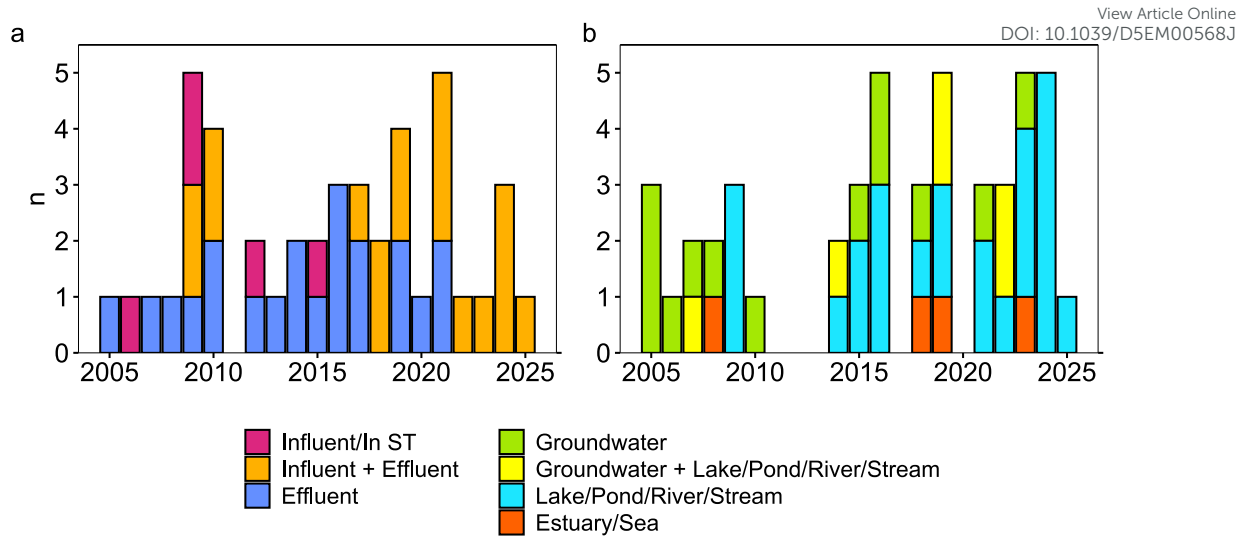 View Article Online
DOI: 10.1039/D5EM00568J
a
b
n
5
4
3
2
1
0
2005 2010 2015 2020 2025
5
4
3
2
1
0
2005 2010 2015 2020 2025
Influent/In ST
Influent + Effluent
Effluent
Groundwater
Groundwater + Lake/Pond/River/Stream
Lake/Pond/River/Stream
Estuary/Sea